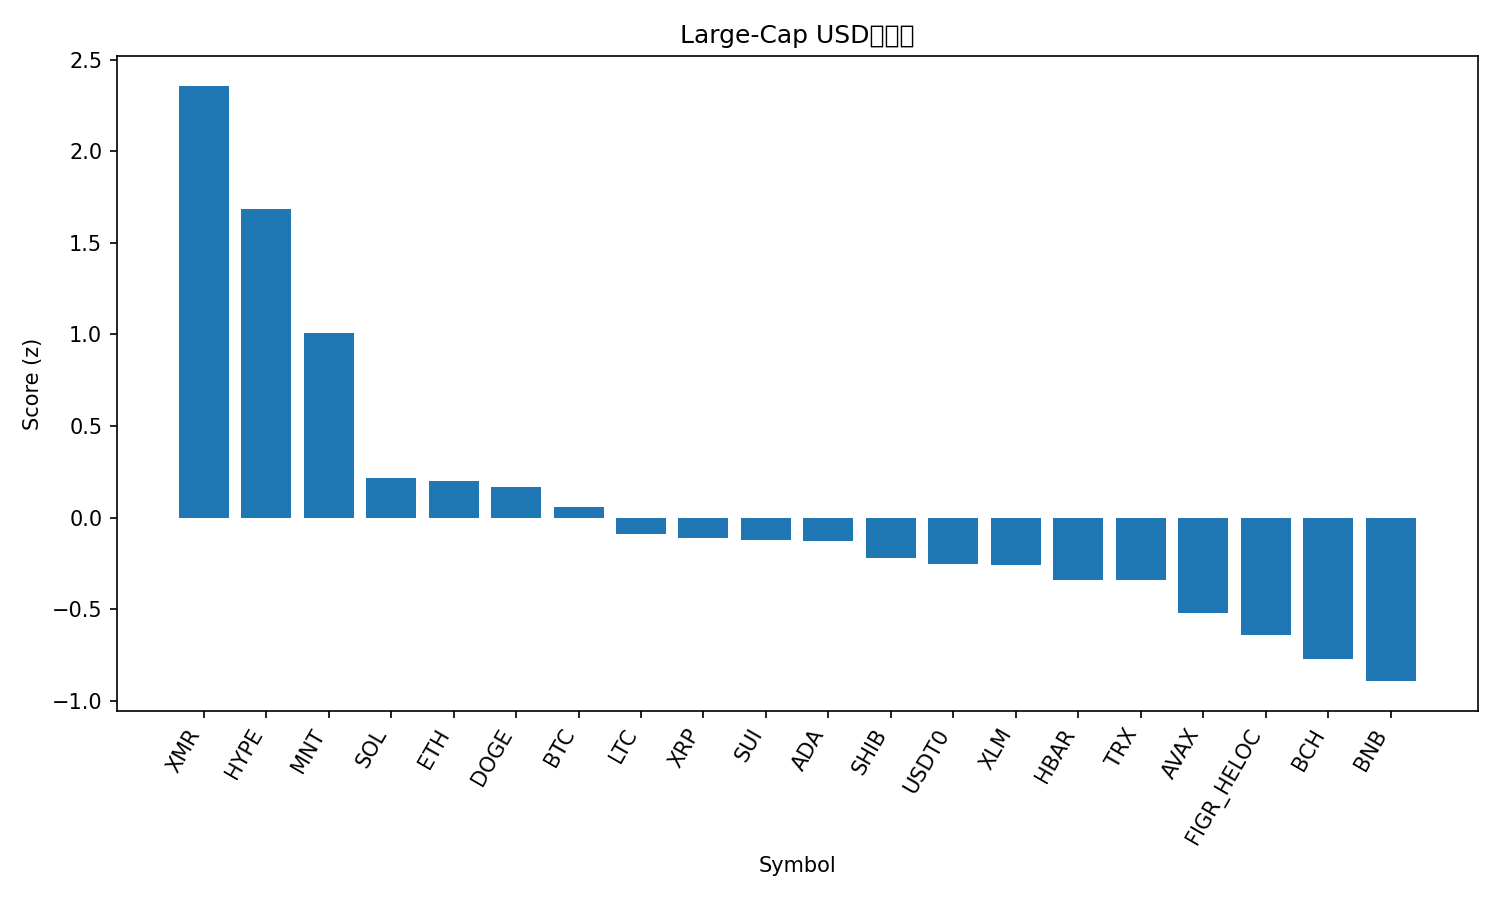 Large-Cap USD
2.5
2.0
1.5
1.0
0.5
0.0
−0.5
−1.0
Score (z)
XMR
HYPE
MNT
SOL
ETH
DOGE
BTC
LTC
XRP
SUI
ADA
SHIB
USDT0
XLM
HBAR
TRX
AVAX
FIGR_HELOC
BCH
BNB
Symbol